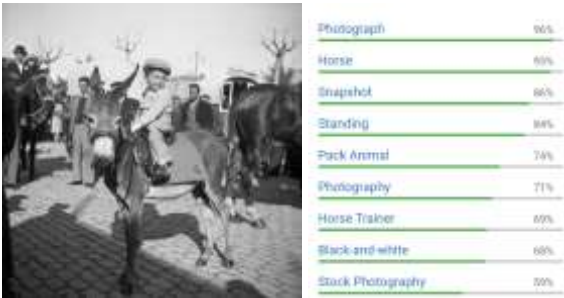 Photograph 96%
Horse 93%
Snapshot 86%
Standing 84%
Pack Animal 74%
Photography 71%
Horse Trainer 69%
Black-and-white 68%
Stock Photography 59%